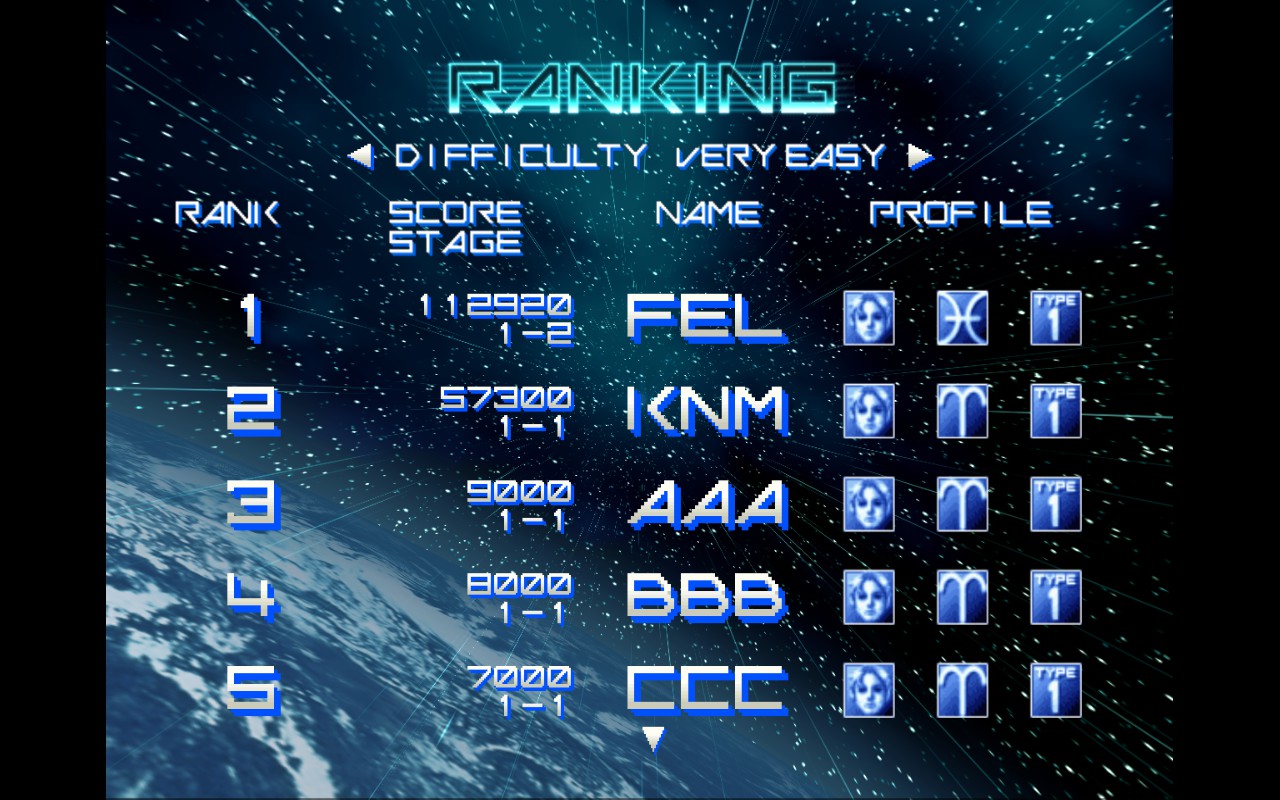 RANKING
DIFFICULTY VERY EASY
RANK SCORE NAME PROFILE
STAGE
1 112920 FEL TYPE 1
1-2
2 57300 KNM TYPE 1
1-1
3 9000 AAA TYPE 1
1-1
4 8000 BBB TYPE 1
1-1
5 7000 CCC TYPE 1
1-1